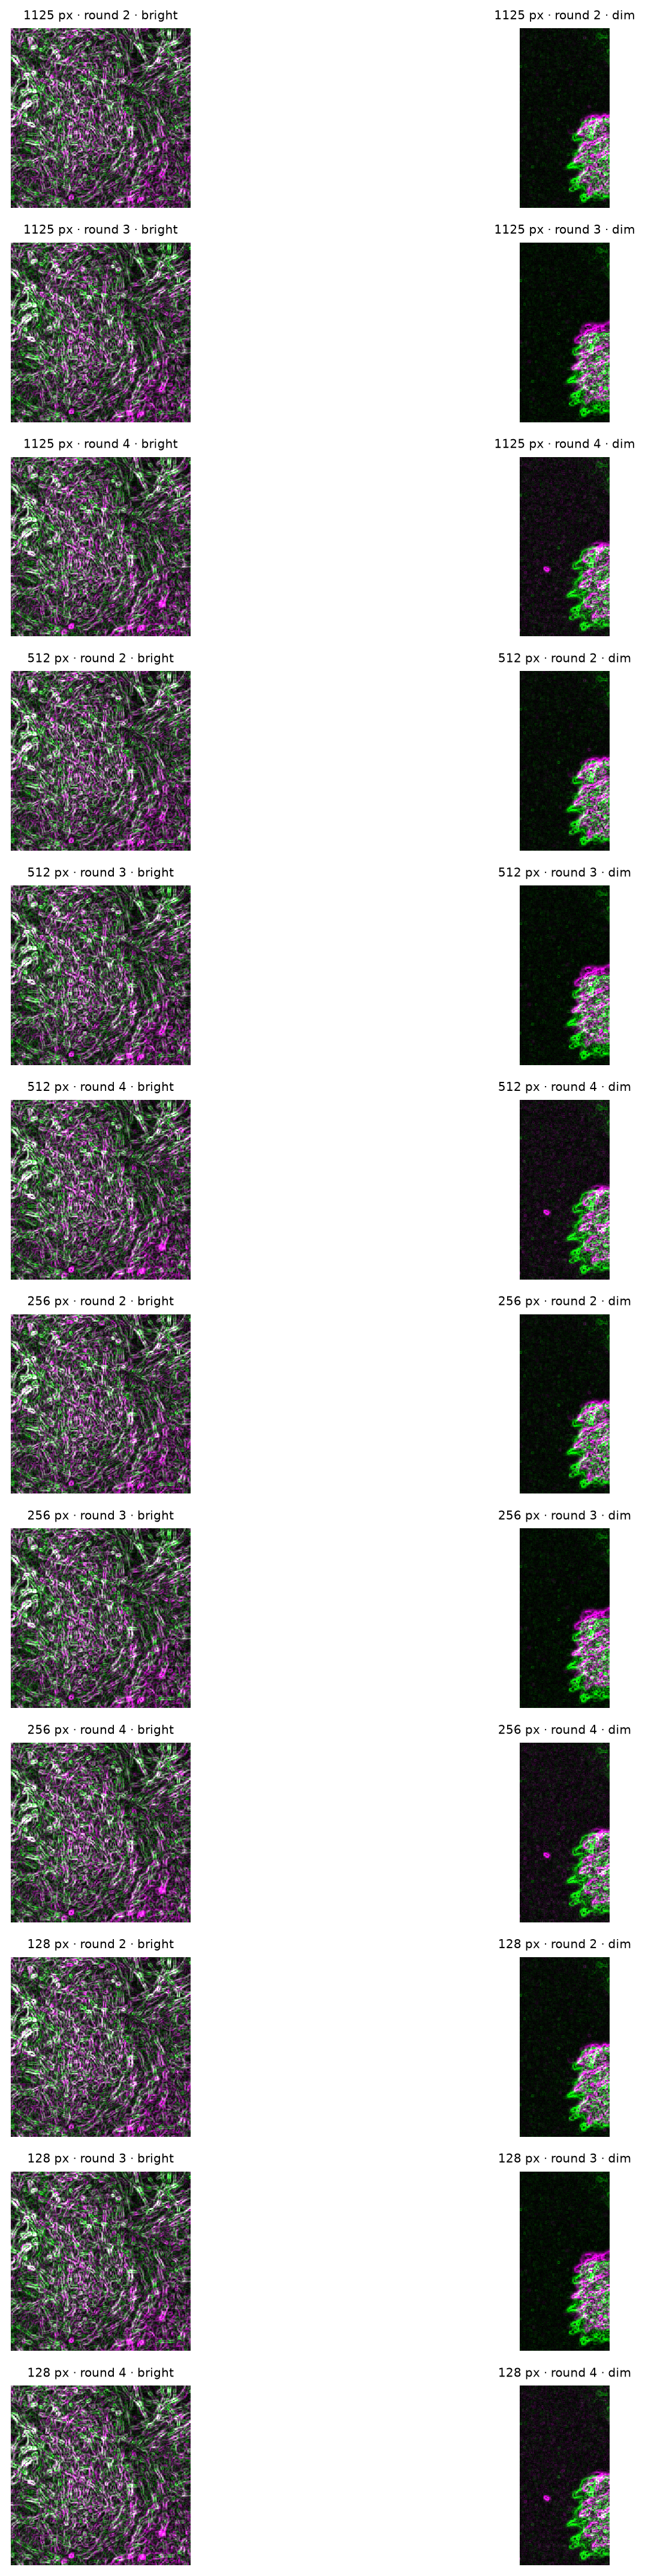 1125 px · round 2 · bright
1125 px · round 2 · dim
1125 px · round 3 · bright
1125 px · round 3 · dim
1125 px · round 4 · bright
1125 px · round 4 · dim
512 px · round 2 · bright
512 px · round 2 · dim
512 px · round 3 · bright
512 px · round 3 · dim
512 px · round 4 · bright
512 px · round 4 · dim
256 px · round 2 · bright
256 px · round 2 · dim
256 px · round 3 · bright
256 px · round 3 · dim
256 px · round 4 · bright
256 px · round 4 · dim
128 px · round 2 · bright
128 px · round 2 · dim
128 px · round 3 · bright
128 px · round 3 · dim
128 px · round 4 · bright
128 px · round 4 · dim